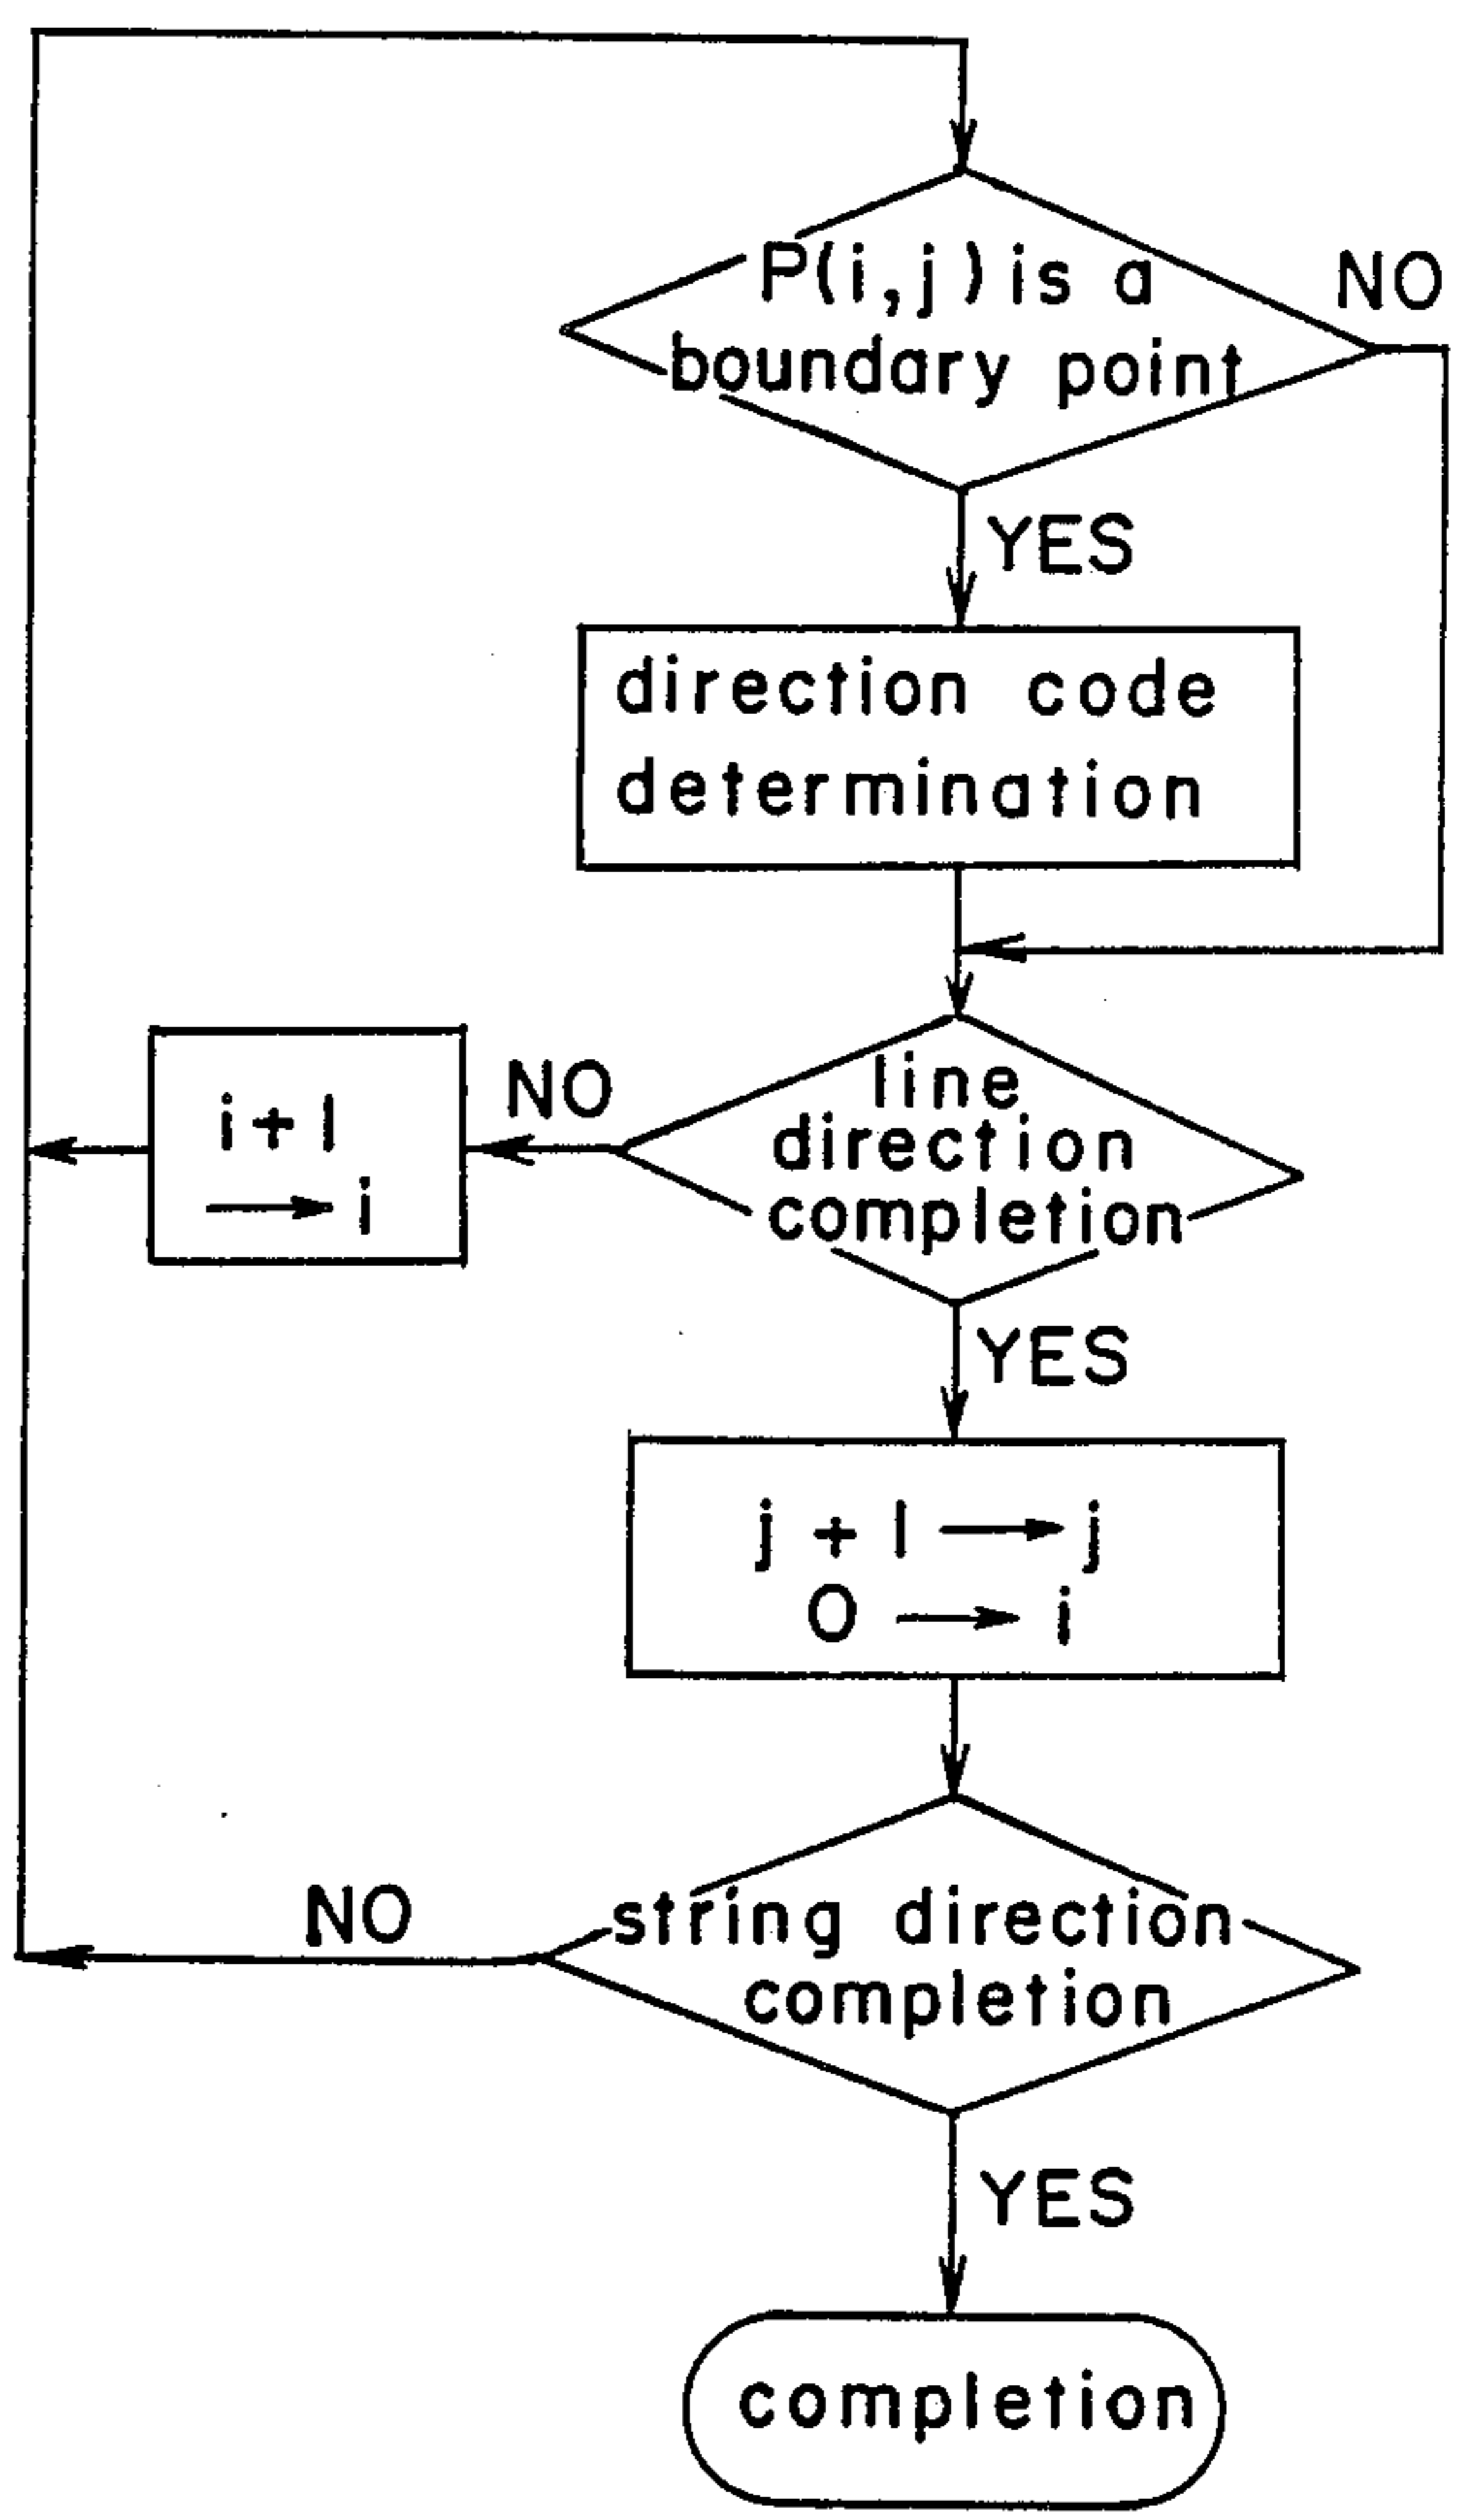 P(i,j) is a
NO
boundary point
YES
direction code
determination
line
direction
completion
NO
i + 1
→ i
YES
j + 1 → j
0 → i
string direction
completion
NO
YES
completion